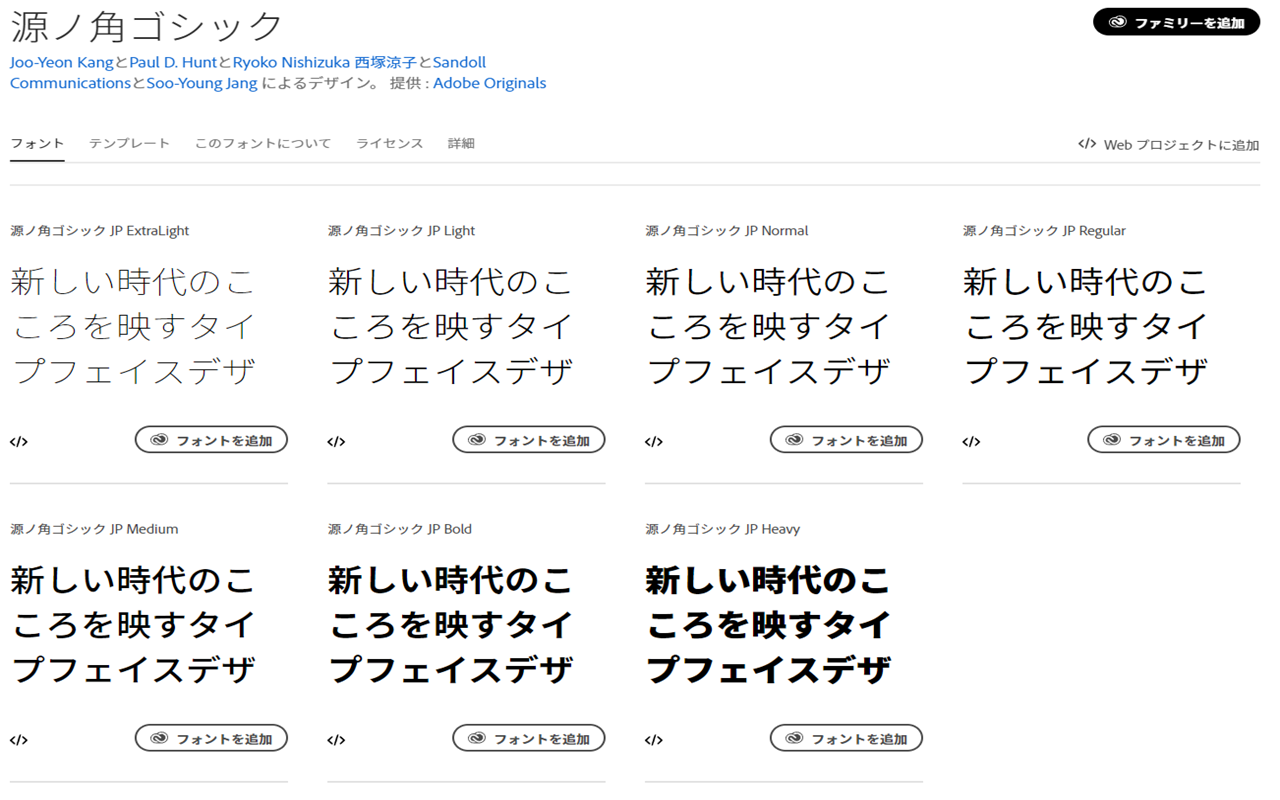 源ノ角ゴシック
ファミリーを追加
Joo-Yeon KangとPaul D. HuntとRyoko Nishizuka 西塚涼子とSandoll
CommunicationsとSoo-Young Jang によるデザイン。 提供 : Adobe Originals
フォント テンプレート このフォントについて ライセンス 詳細
</> Web プロジェクトに追加
源ノ角ゴシック JP ExtraLight
新しい時代のこ
ころを映すタイ
プフェイスデザ
</> フォントを追加
源ノ角ゴシック JP Light
新しい時代のこ
ころを映すタイ
プフェイスデザ
</> フォントを追加
源ノ角ゴシック JP Normal
新しい時代のこ
ころを映すタイ
プフェイスデザ
</> フォントを追加
源ノ角ゴシック JP Regular
新しい時代のこ
ころを映すタイ
プフェイスデザ
</> フォントを追加
源ノ角ゴシック JP Medium
新しい時代のこ
ころを映すタイ
プフェイスデザ
</> フォントを追加
源ノ角ゴシック JP Bold
新しい時代のこ
ころを映すタイ
プフェイスデザ
</> フォントを追加
源ノ角ゴシック JP Heavy
新しい時代のこ
ころを映すタイ
プフェイスデザ
</> フォントを追加